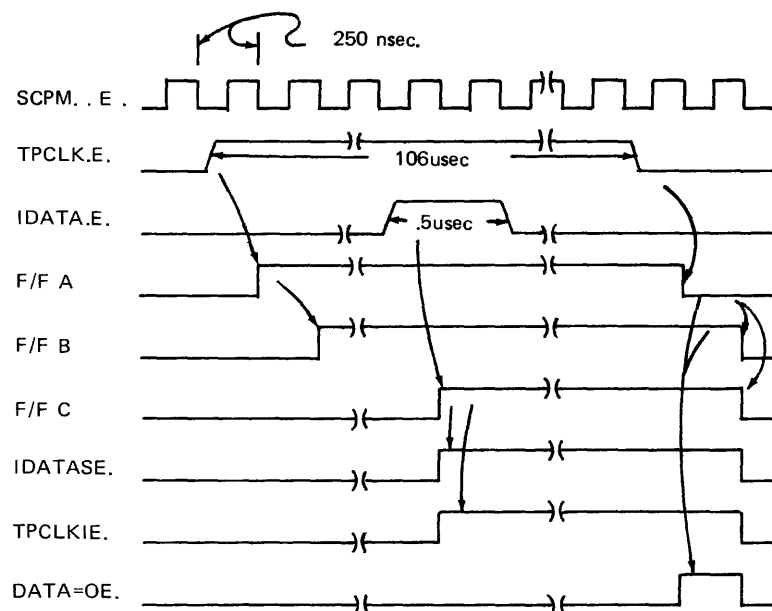 250 nsec.
SCPM. . E .
TPCLK.E.
106usec
IDATA.E.
.5usec
F/F A
F/F B
F/F C
IDATASE.
TPCLKIE.
DATA=OE.